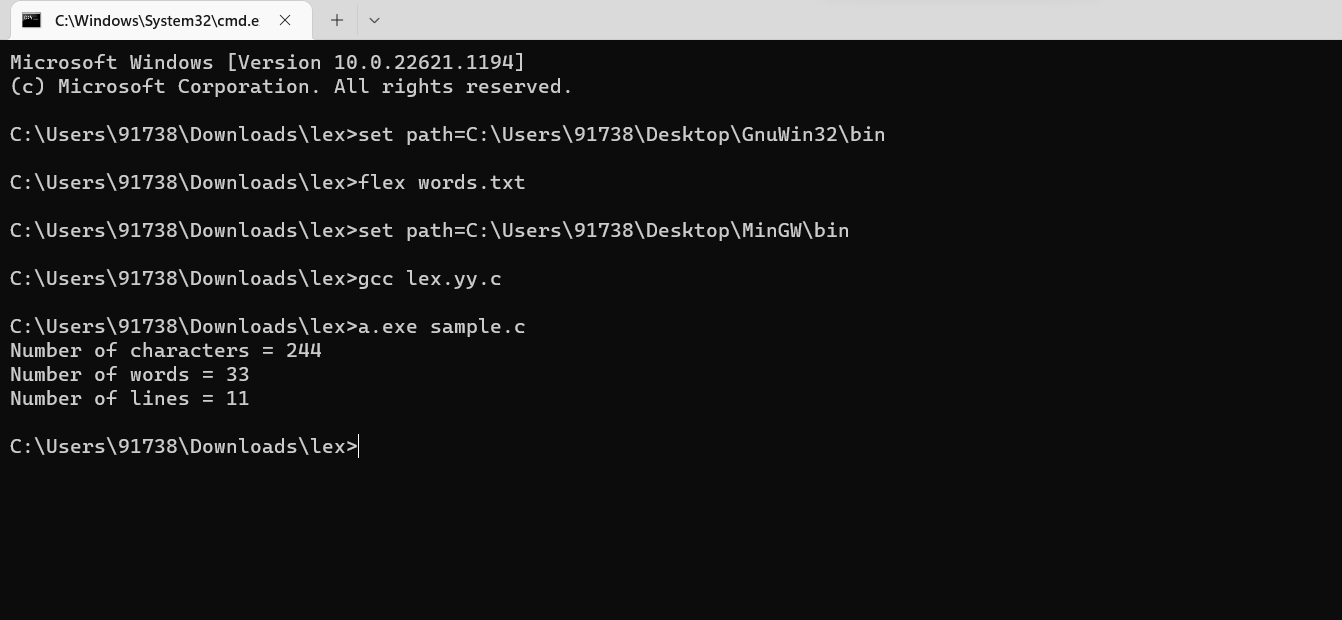 C:\Windows\System32\cmd.e
Microsoft Windows [Version 10.0.22621.1194]
(c) Microsoft Corporation. All rights reserved.
C:\Users\91738\Downloads\lex>set path=C:\Users\91738\Desktop\GnuWin32\bin
C:\Users\91738\Downloads\lex>flex words.txt
C:\Users\91738\Downloads\lex>set path=C:\Users\91738\Desktop\MinGW\bin
C:\Users\91738\Downloads\lex>gcc lex.yy.c
C:\Users\91738\Downloads\lex>a.exe sample.c
Number of characters = 244
Number of words = 33
Number of lines = 11
C:\Users\91738\Downloads\lex>